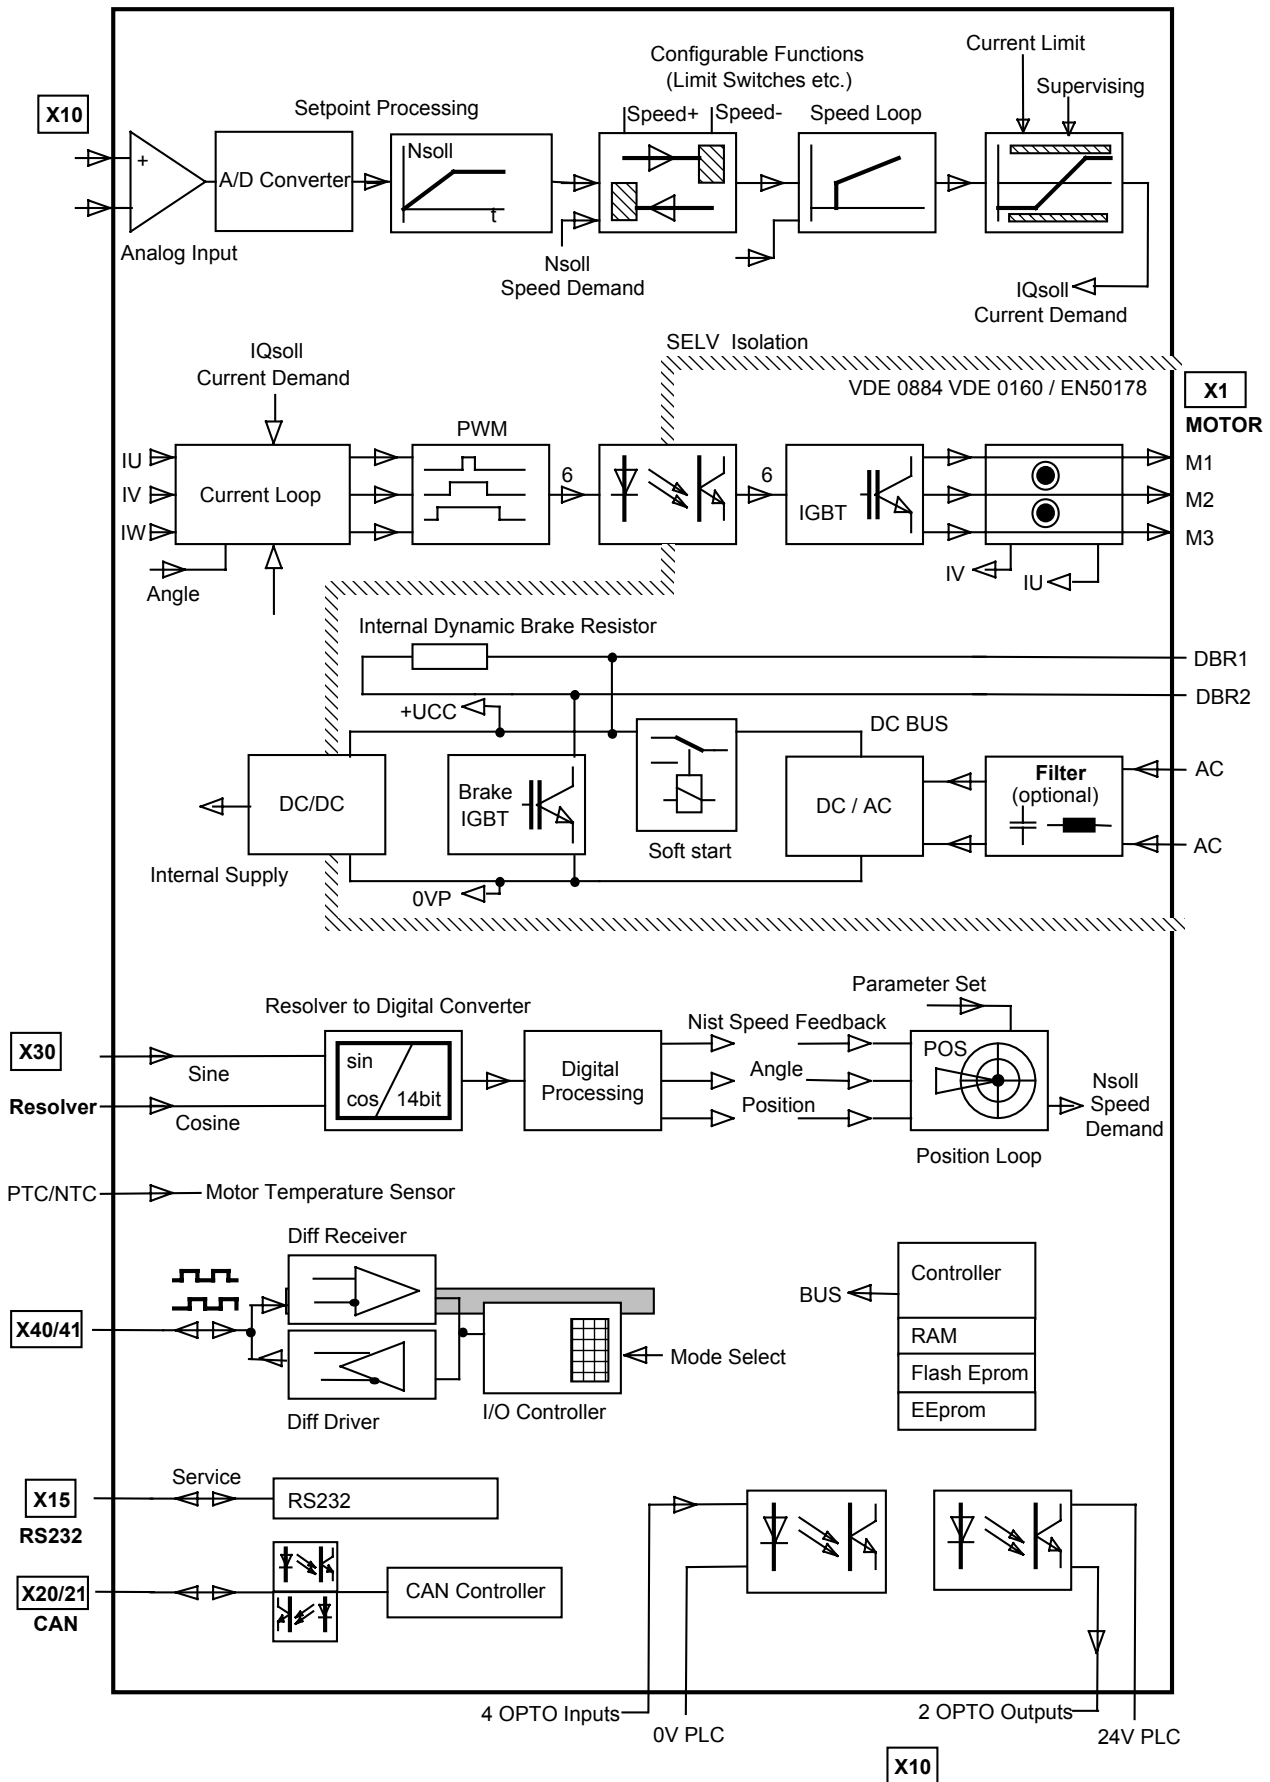 Current Limit
Configurable Functions
(Limit Switches etc.)
Supervising
X10
Setpoint Processing
Speed+
Speed-
Speed Loop
+
A/D Converter
Nsoll
t
Analog Input
Nsoll
Speed Demand
IQsoll
Current Demand
SELV Isolation
IQsoll
Current Demand
VDE 0884 VDE 0160 / EN50178
X1
MOTOR
PWM
IU
IV
IW
Current Loop
6
6
IGBT
M1
M2
M3
Angle
IV
IU
Internal Dynamic Brake Resistor
DBR1
DBR2
+UCC
DC BUS
DC/DC
Brake
IGBT
Soft start
DC / AC
Filter
(optional)
AC
AC
Internal Supply
0VP
Parameter Set
Resolver to Digital Converter
Nist Speed Feedback
X30
Sine
sin
cos
14bit
Digital
Processing
Angle
Position
POS
Nsoll
Speed
Demand
Resolver
Cosine
Position Loop
PTC/NTC
Motor Temperature Sensor
Diff Receiver
Controller
BUS
X40/41
RAM
Mode Select
Flash Eprom
EEprom
Diff Driver
I/O Controller
Service
X15
RS232
RS232
X20/21
CAN
CAN Controller
4 OPTO Inputs
0V PLC
2 OPTO Outputs
24V PLC
X10